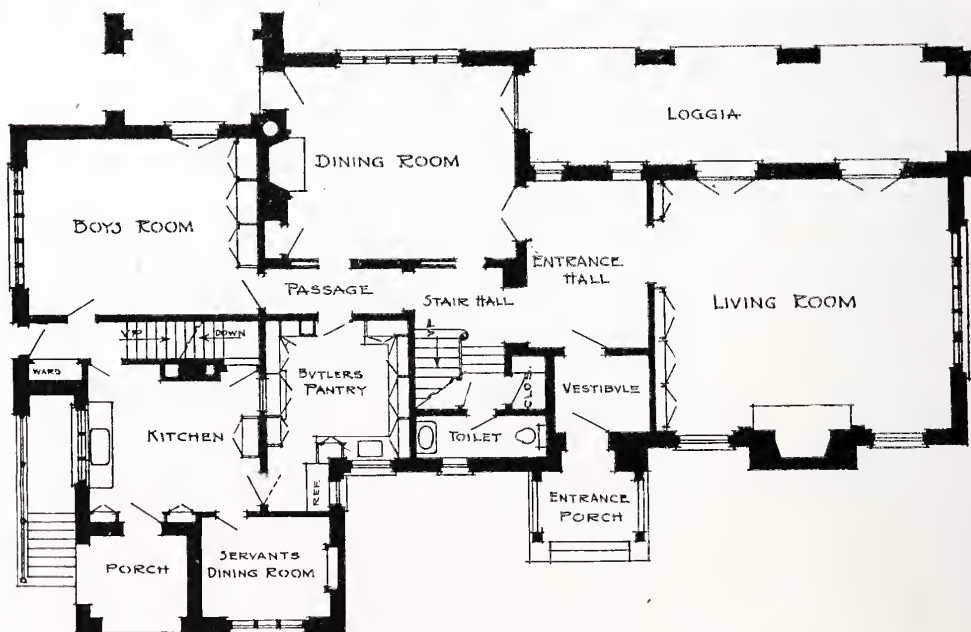 LOGGIA
DINING ROOM
BOYS ROOM
ENTRANCE
HALL
PASSAGE
STAIR HALL
LIVING ROOM
UP
DOWN
UP
WARD
BUTLERS
PANTRY
CLOS.
VESTIBULE
KITCHEN
TOILET
REF.
ENTRANCE
PORCH
SERVANTS
DINING ROOM
PORCH